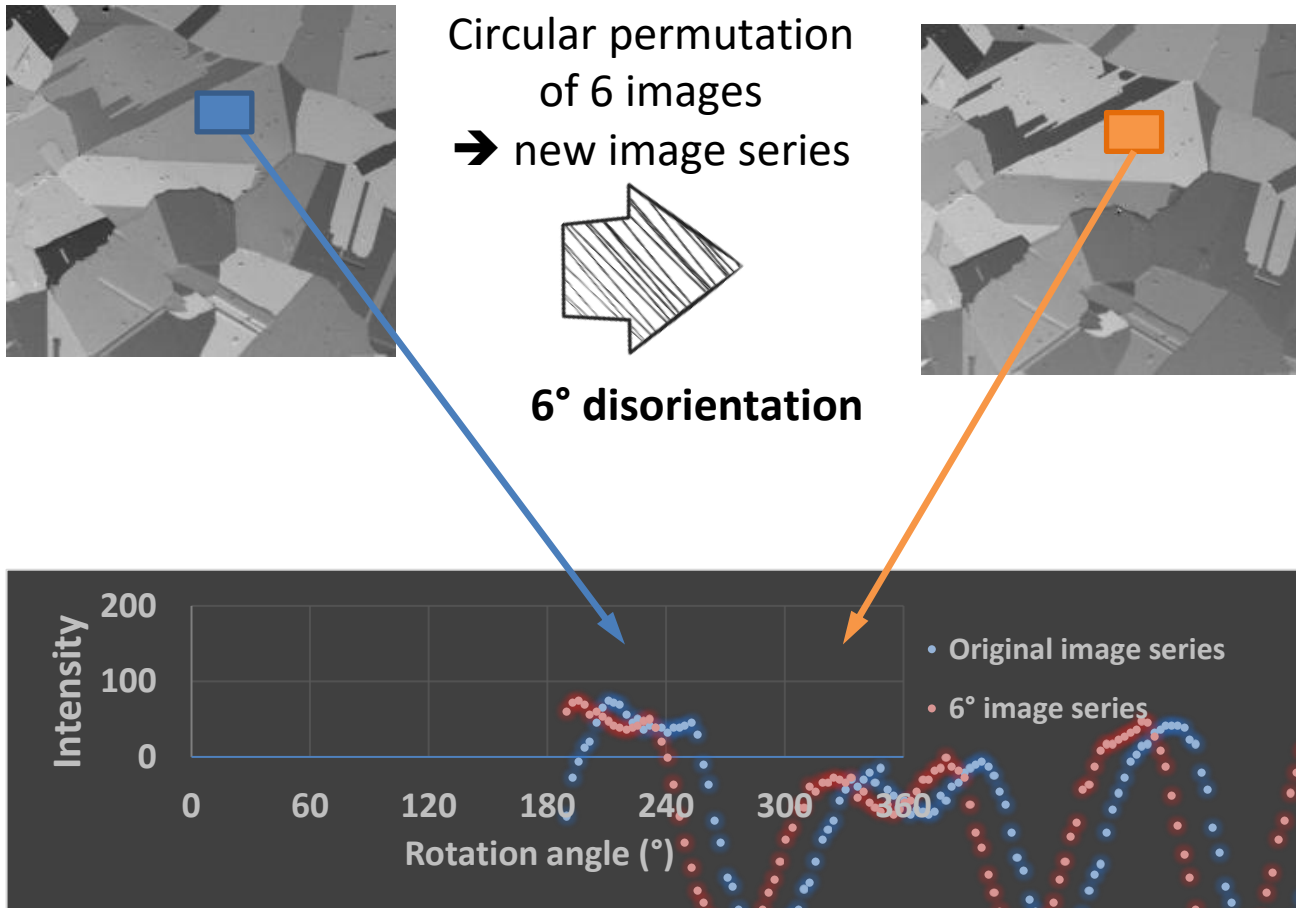 Circular permutation
of 6 images
➔ new image series
6° disorientation
200
100
0
Intensity
0 60 120 180 240 300 360
Rotation angle (°)
Original image series
6° image series